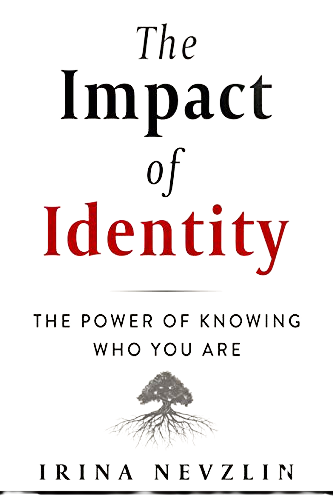 The
Impact
of
Identity
THE POWER OF KNOWING
WHO YOU ARE
IRINA NEVZLIN